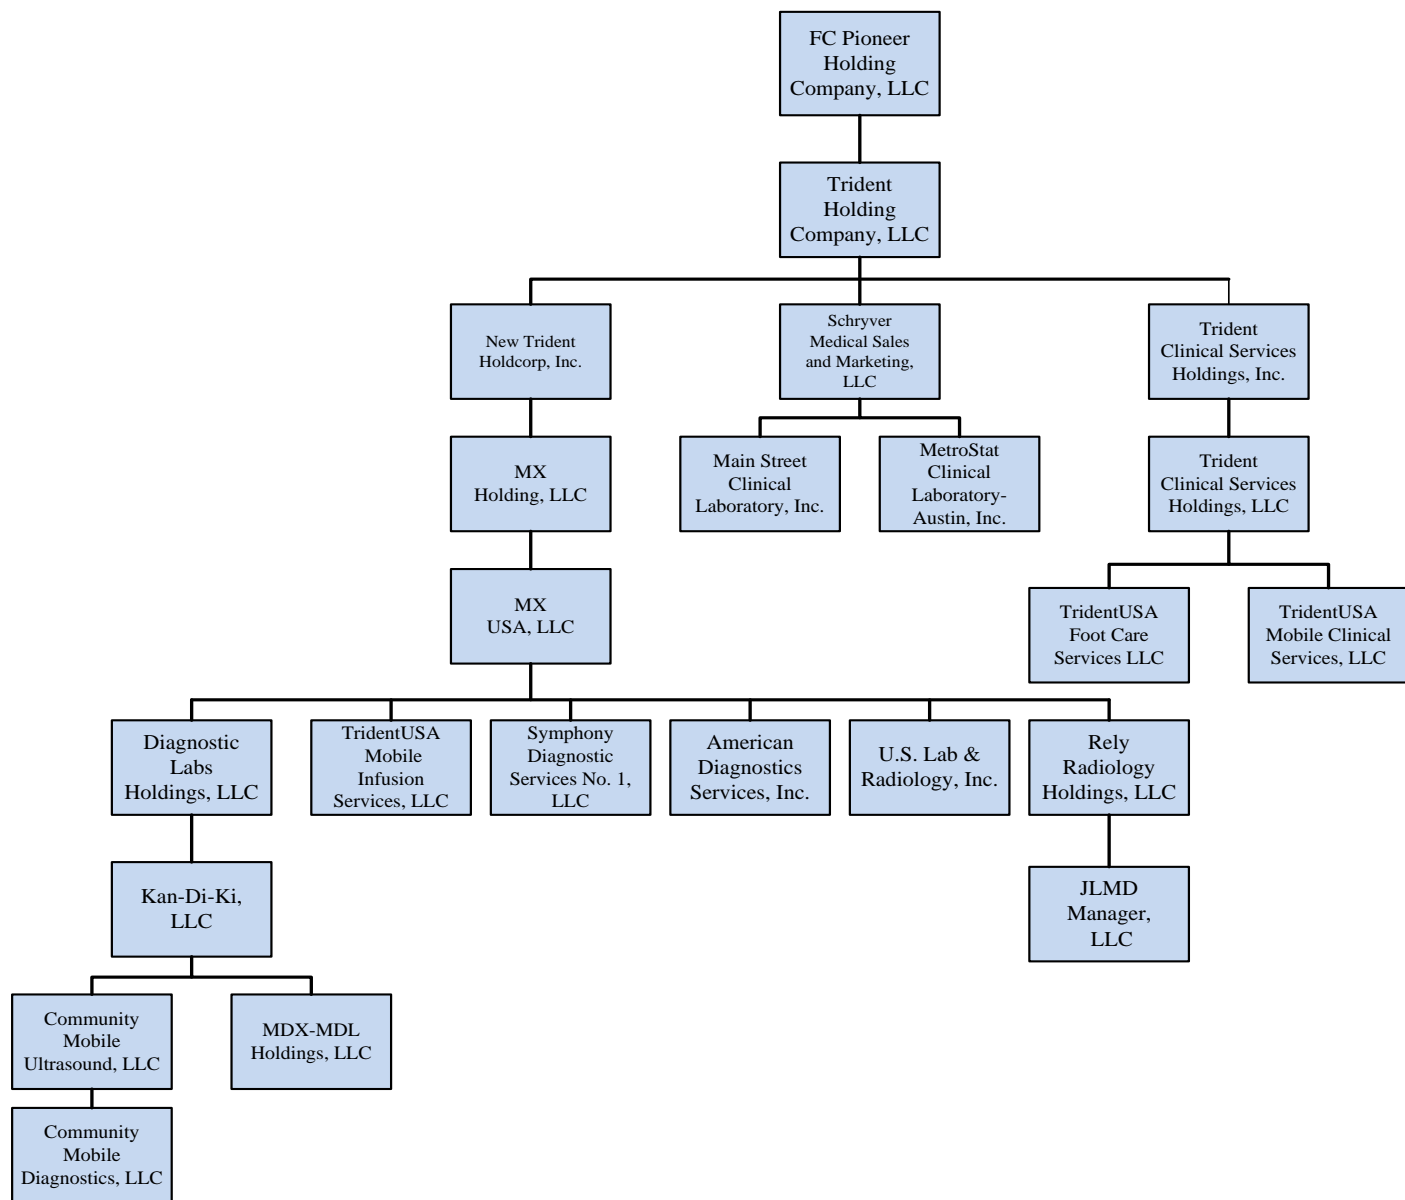 FC Pioneer
Holding
Company, LLC
Trident
Holding
Company, LLC
New Trident
Holdcorp, Inc.
Schryver
Medical Sales
and Marketing,
LLC
Trident
Clinical Services
Holdings, Inc.
MX
Holding, LLC
Main Street
Clinical
Laboratory, Inc.
MetroStat
Clinical
Laboratory-
Austin, Inc.
Trident
Clinical Services
Holdings, LLC
MX
USA, LLC
TridentUSA
Foot Care
Services LLC
TridentUSA
Mobile Clinical
Services, LLC
Diagnostic
Labs
Holdings, LLC
TridentUSA
Mobile
Infusion
Services, LLC
Symphony
Diagnostic
Services No. 1,
LLC
American
Diagnostics
Services, Inc.
U.S. Lab &
Radiology, Inc.
Rely
Radiology
Holdings, LLC
Kan-Di-Ki,
LLC
JLMD
Manager,
LLC
Community
Mobile
Ultrasound, LLC
MDX-MDL
Holdings, LLC
Community
Mobile
Diagnostics, LLC